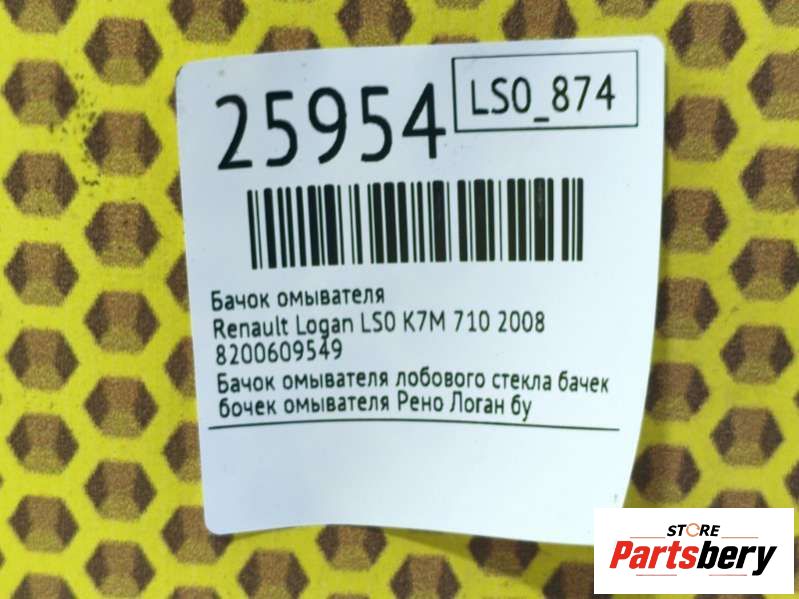 25954
LS0_874
Бачок омывателя
Renault Logan LS0 K7M 710 2008
8200609549
Бачок омывателя лобового стекла бачек
бочек омывателя Рено Логан бу
STORE
Partsbery